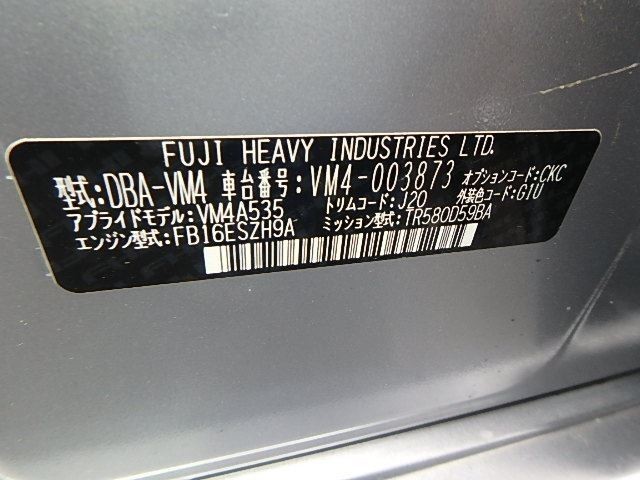 FUJI HEAVY INDUSTRIES LTD.
型式:DBA-VM4 車台番号:VM4-003873 オプションコード:CKC
アプライドモデル:VM4A535 トリムコード:J20 外装色コード:G1U
エンジン型式:FB16ESZH9A ミッション型式:TR580D59BA